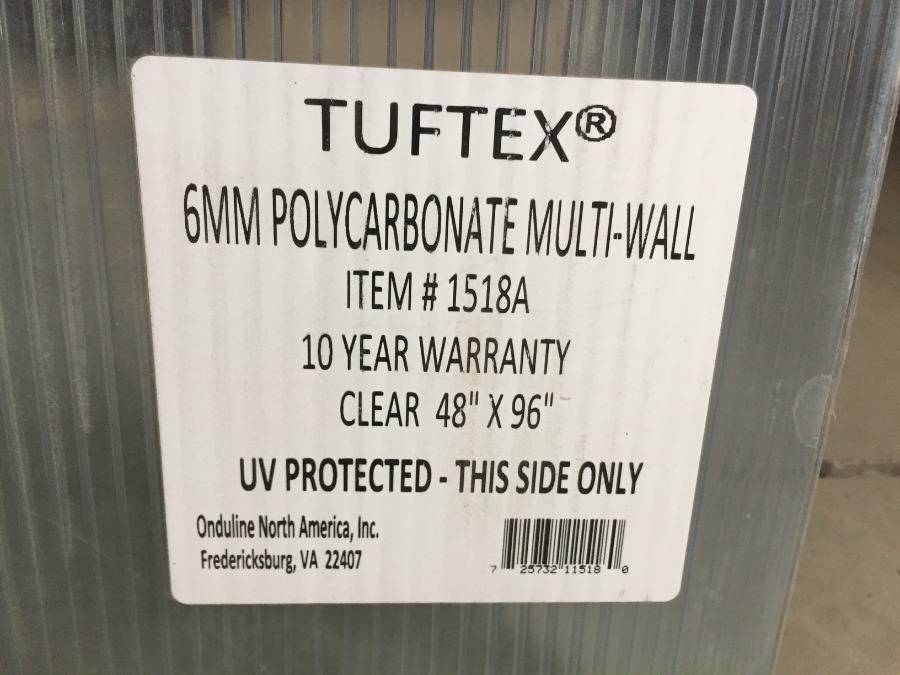 TUFTEX®
6MM POLYCARBONATE MULTI-WALL
ITEM # 1518A
10 YEAR WARRANTY
CLEAR 48" X 96"
UV PROTECTED - THIS SIDE ONLY
Onduline North America, Inc.
Fredericksburg, VA 22407
7 25732 11518 0